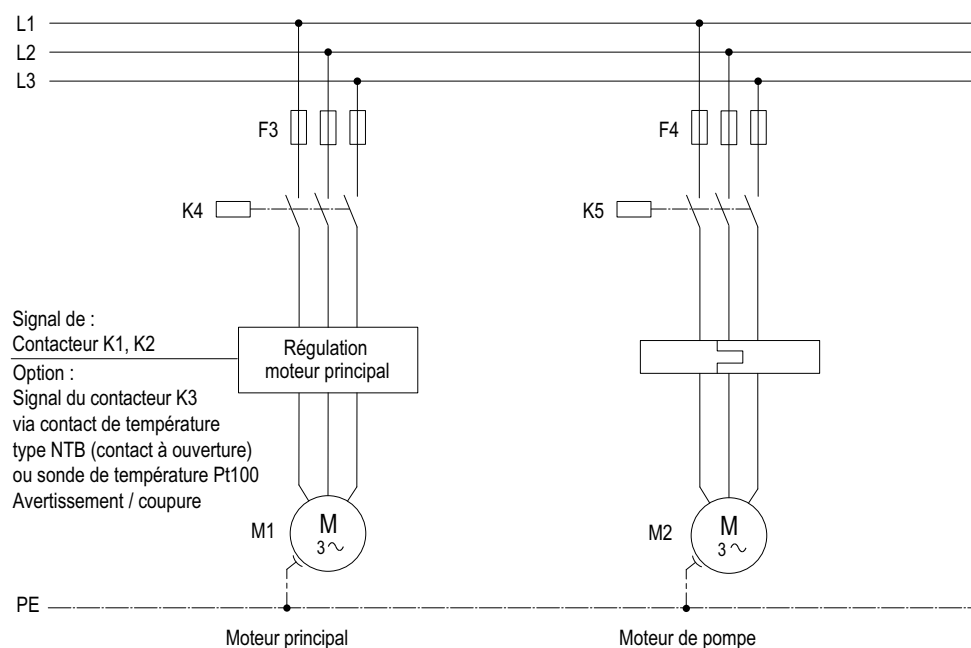 L1
L2
L3
F3
F4
K4
K5
Signal de :
Contacteur K1, K2
Option :
Signal du contacteur K3
via contact de température
type NTB (contact à ouverture)
ou sonde de température Pt100
Avertissement / coupure
Régulation
moteur principal
M1
M
3~
M2
M
3~
PE
Moteur principal
Moteur de pompe